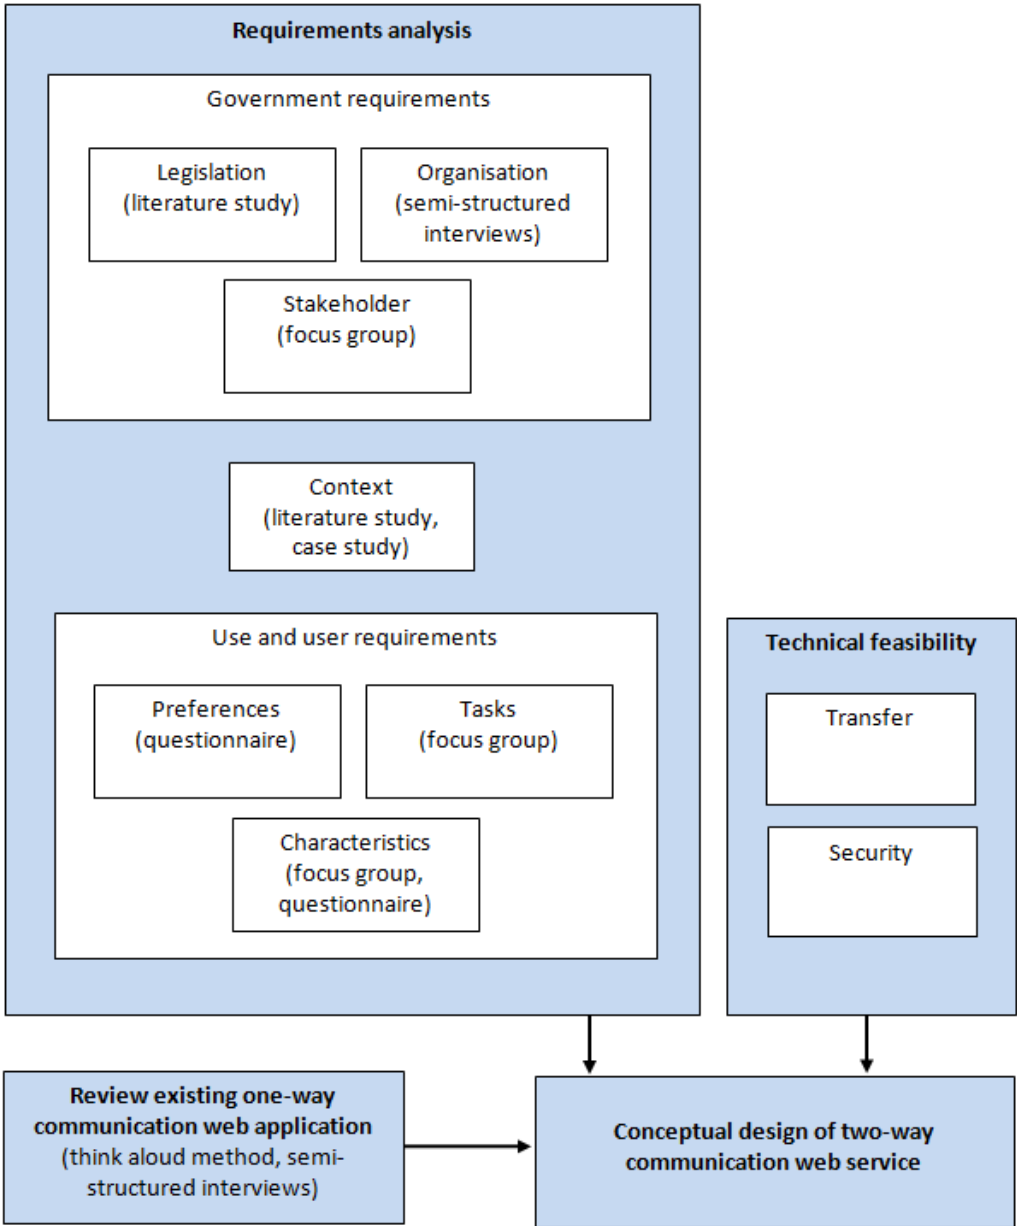 Requirements analysis
Government requirements
Legislation
(literature study)
Organisation
(semi-structured
interviews)
Stakeholder
(focus group)
Context
(literature study,
case study)
Use and user requirements
Preferences
(questionnaire)
Tasks
(focus group)
Characteristics
(focus group,
questionnaire)
Technical feasibility
Transfer
Security
Review existing one-way
communication web application
(think aloud method, semi-
structured interviews)
Conceptual design of two-way
communication web service